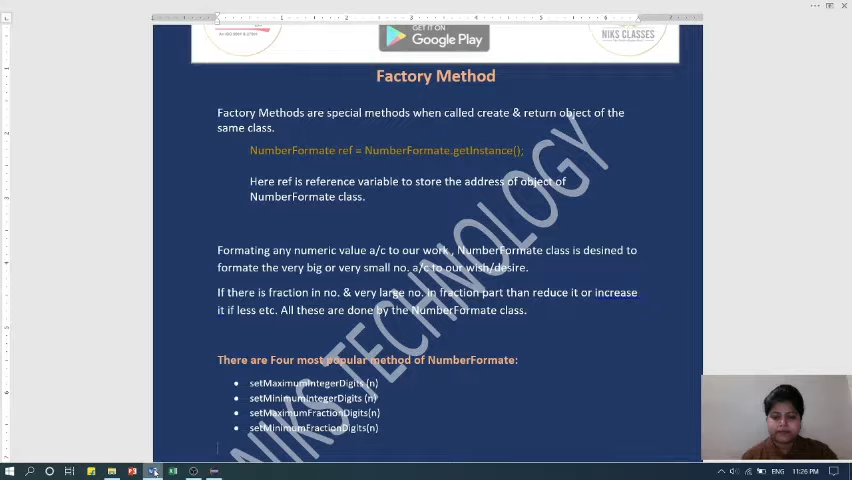 GET IT ON
Google Play
NIKS CLASSES
Factory Method
Factory Methods are special methods when called create & return object of the
same class.
NumberFormate ref = NumberFormate.getInstance();
Here ref is reference variable to store the address of object of
NumberFormate class.
Formating any numeric value a/c to our work , NumberFormate class is desined to
formate the very big or very small no. a/c to our wish/desire.
If there is fraction in no. & very large no. in fraction part than reduce it or increase
it if less etc. All these are done by the NumberFormate class.
There are Four most popular method of NumberFormate:
• setMaximumIntegerDigits (n)
• setMinimumIntegerDigits (n)
• setMaximumFractionDigits(n)
• setMinimumFractionDigits(n)
NIKS TECHNOLOGY
ENG
11:26 PM